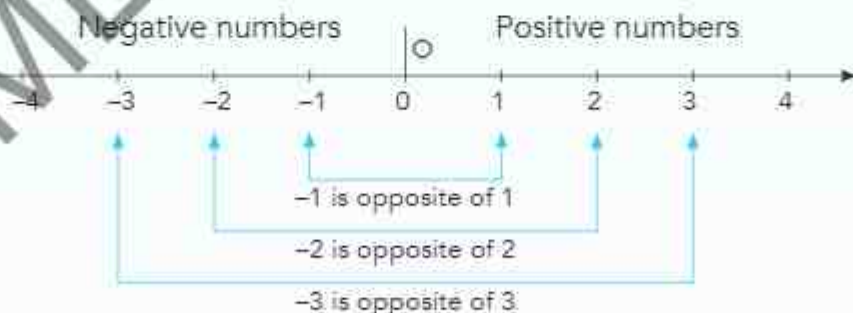 Negative numbers Positive numbers
O
–4 –3 –2 –1 0 1 2 3 4
–1 is opposite of 1
–2 is opposite of 2
–3 is opposite of 3